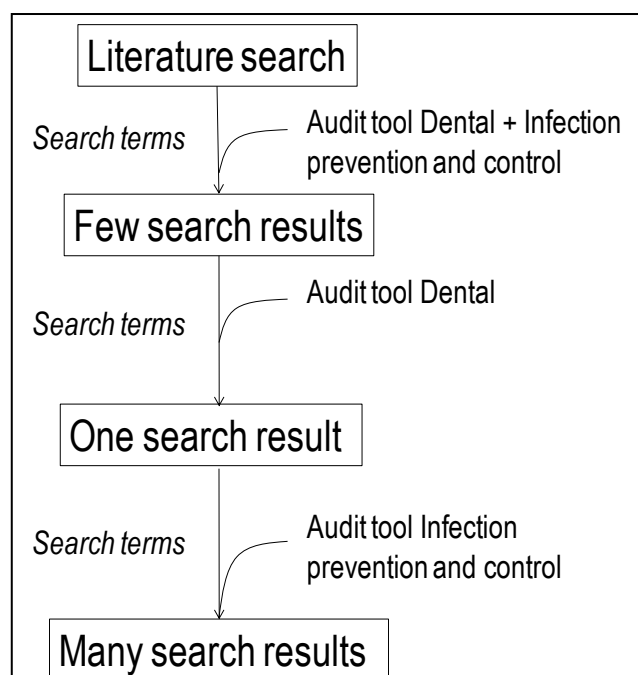 Literature search
Search terms
Audit tool Dental + Infection
prevention and control
Few search results
Search terms
Audit tool Dental
One search result
Search terms
Audit tool Infection
prevention and control
Many search results